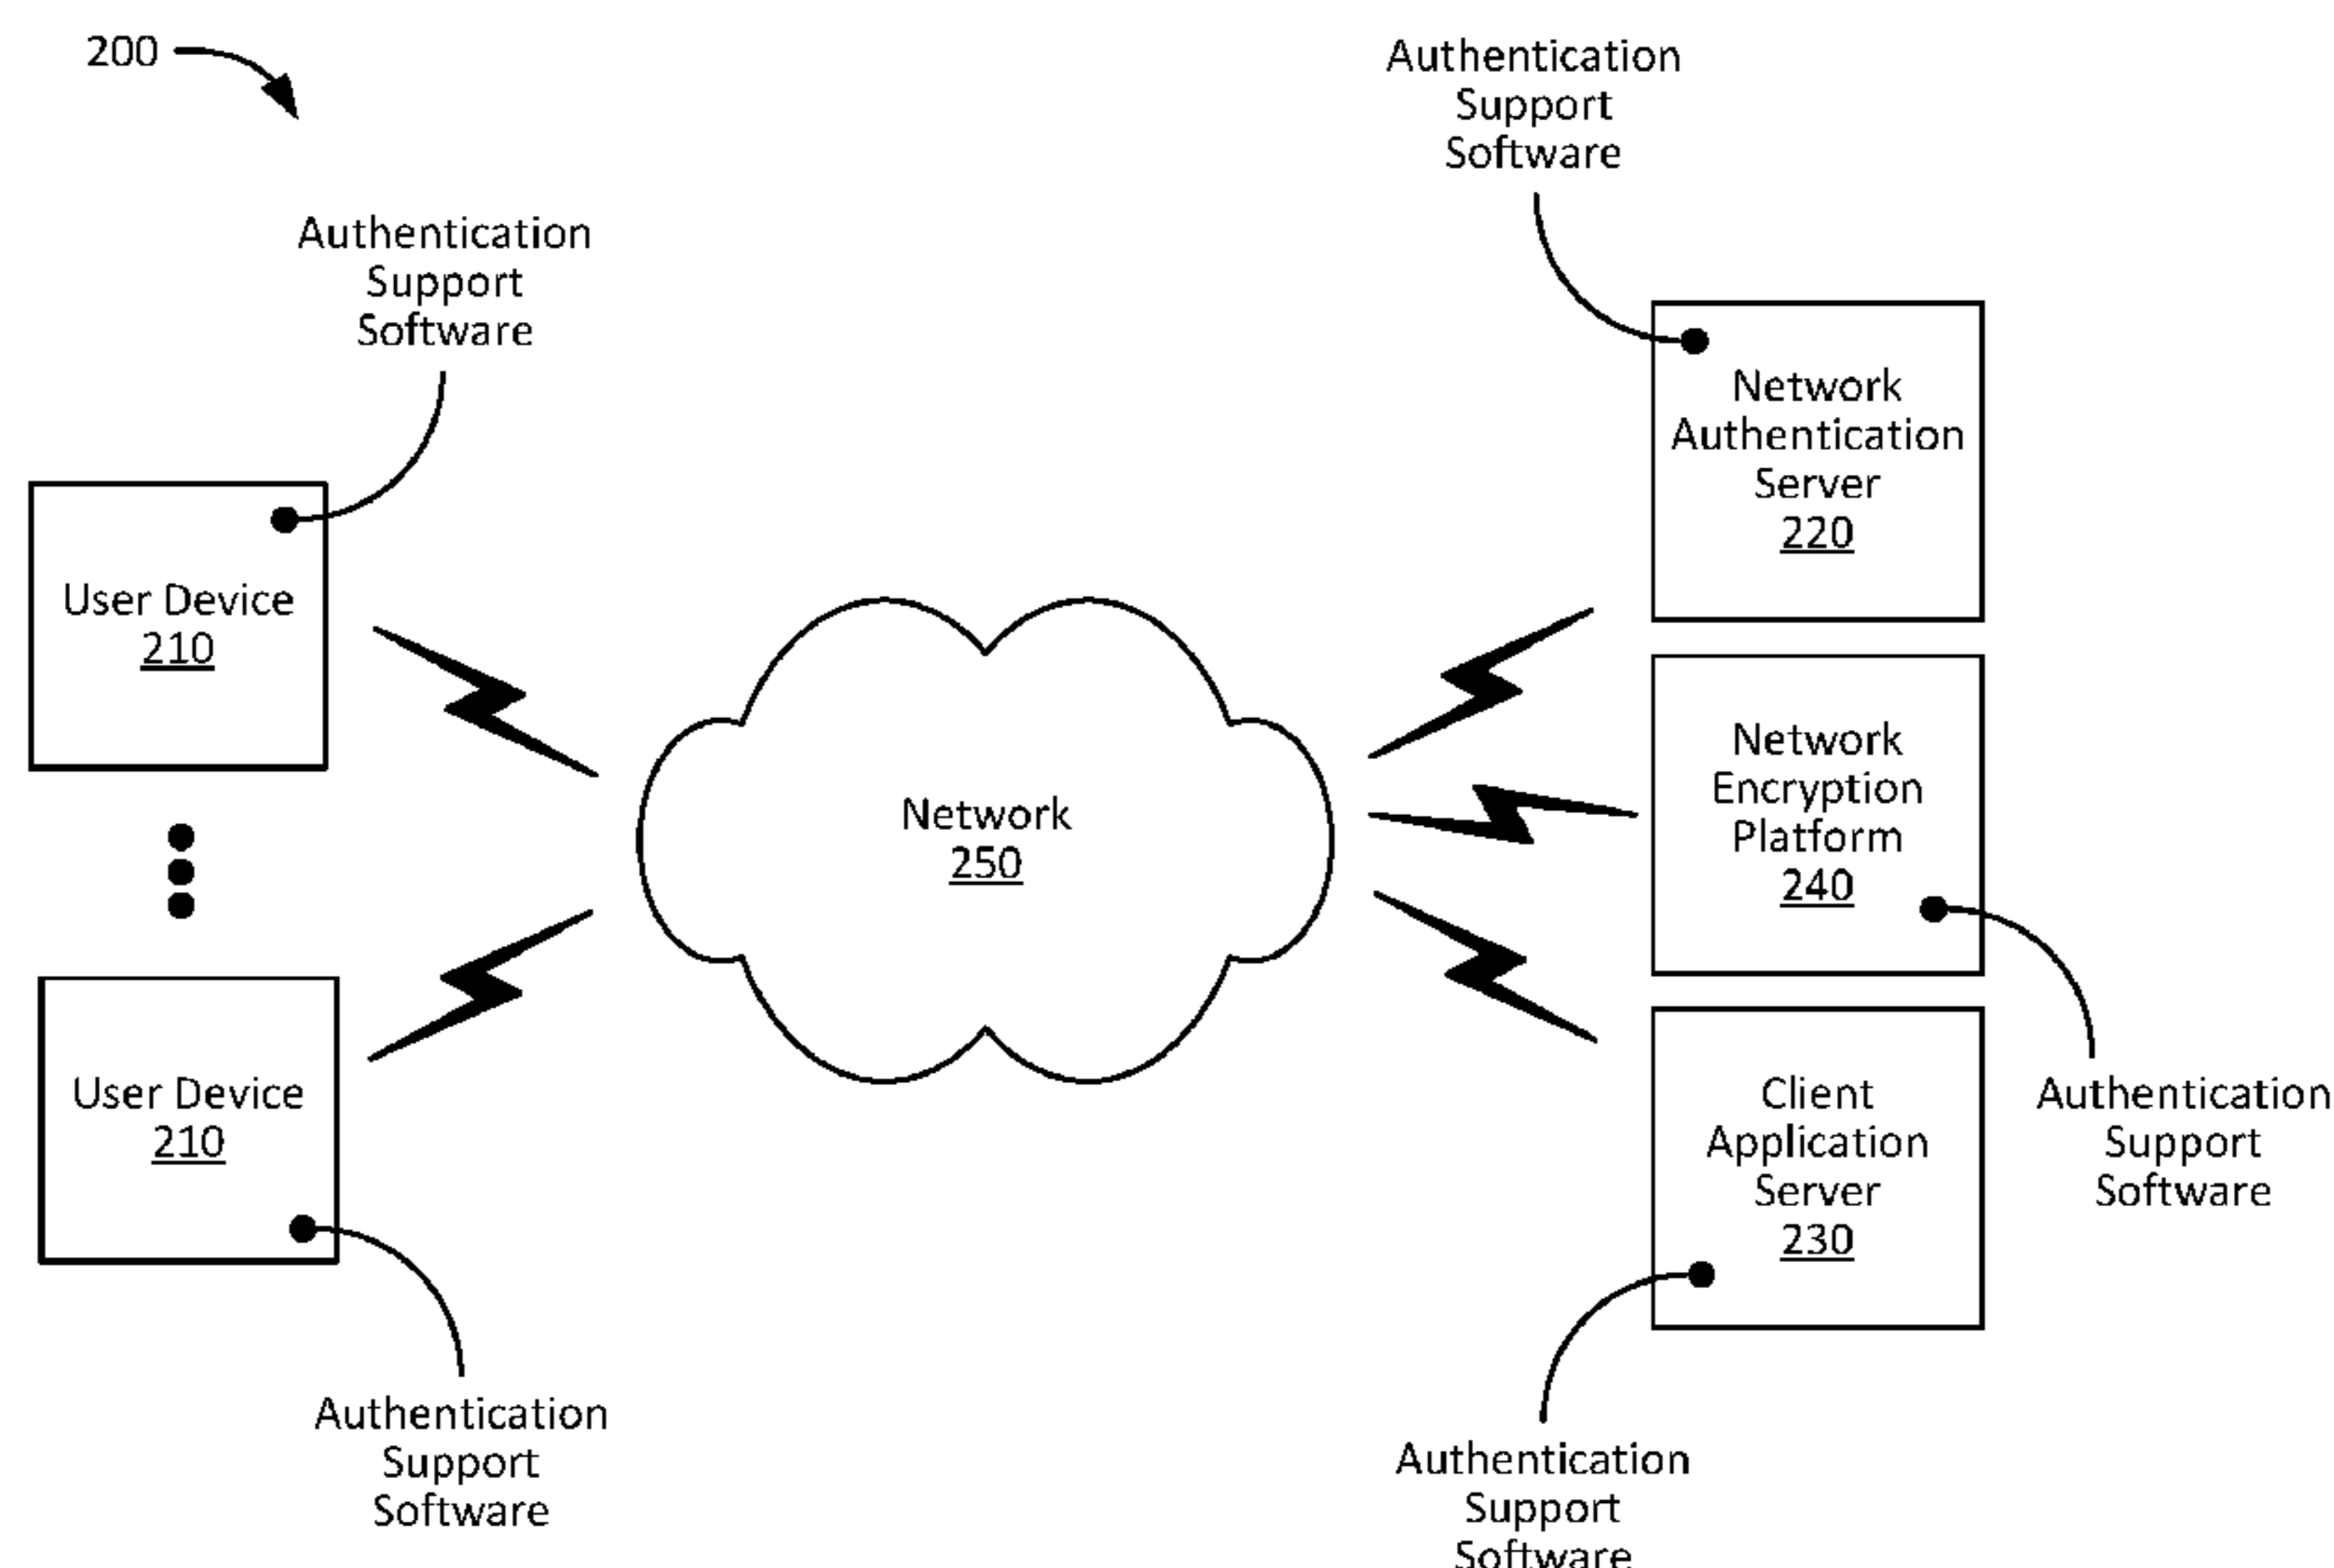 200
Authentication
Support
Software
Authentication
Support
Software
User Device
210
Network
Authentication
Server
220
Network
250
Network
Encryption
Platform
240
User Device
210
Authentication
Support
Software
Client
Application
Server
230
Authentication
Support
Software
Authentication
Support
Software